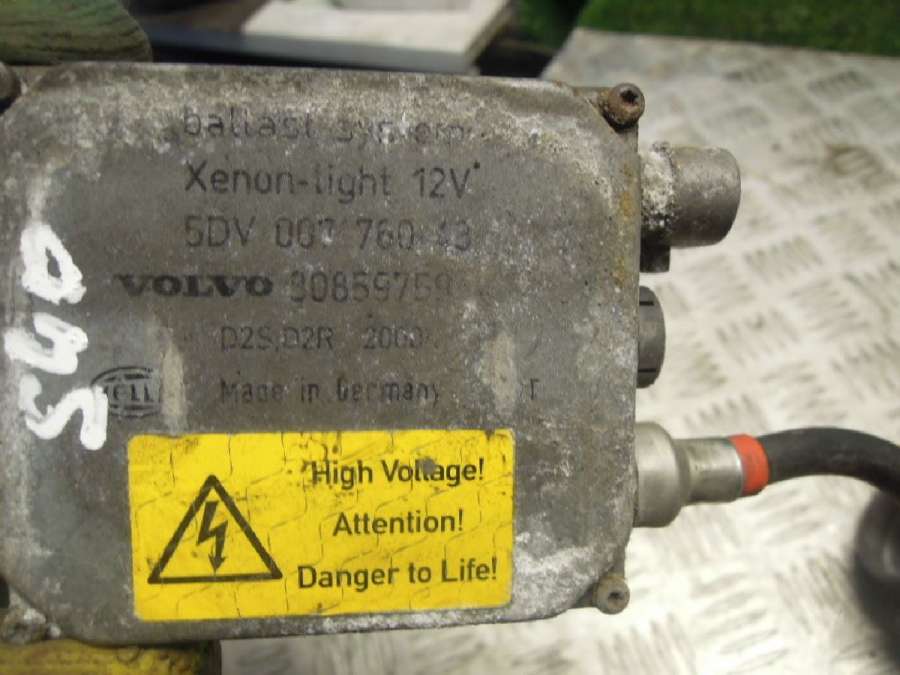 ballast system
Xenon-light 12V
5DV 007 760-43
VOLVO 30859759
D2S, D2R 2000
HELLA Made in Germany
High Voltage!
Attention!
Danger to Life!